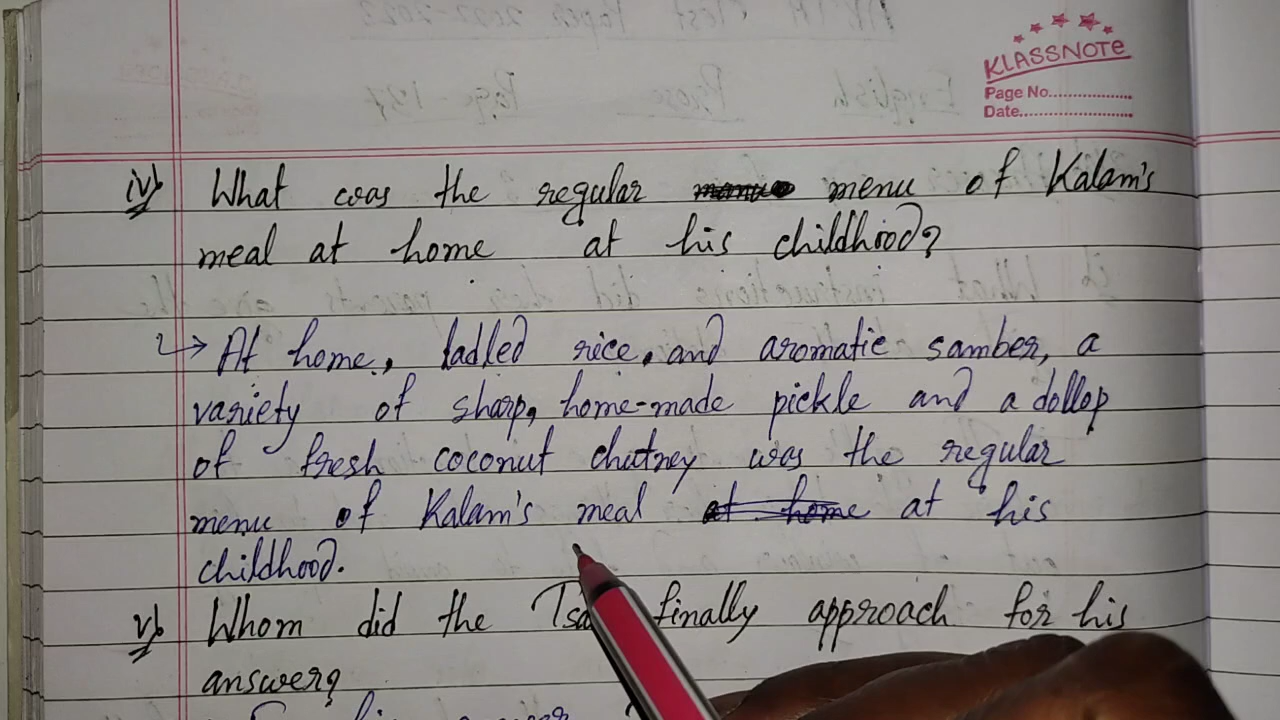 KLASSNOTE
Page No.
Date.
iv) What was the regular menu of Kalam's
meal at home at his childhood?
↳ At home, ladled rice, and aromatic samber, a
variety of sharp, home-made pickle and a dollop
of fresh coconut chutney was the regular
menu of Kalam's meal at home at his
childhood.
v) Whom did the finally approach for his
answer?